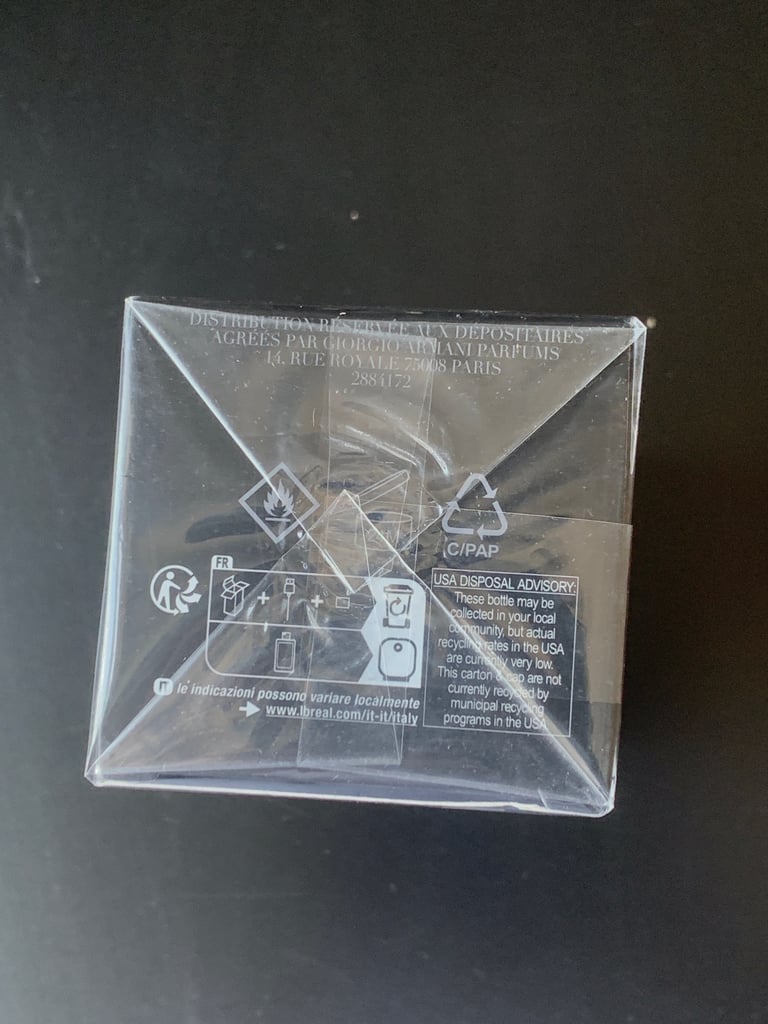 DISTRIBUTION RÉSERVÉE AUX DÉPOSITAIRES
AGRÉÉS PAR GIORGIO ARMANI PARFUMS
14, RUE ROYALE 75008 PARIS
2884172
C/PAP
FR
USA DISPOSAL ADVISORY:
These bottle may be
collected in your local
community, but actual
recycling rates in the USA
are currently very low.
This carton & cap are not
currently recycled by
municipal recycling
programs in the USA
IT le indicazioni possono variare localmente
www.lbreal.com/it-it/italy